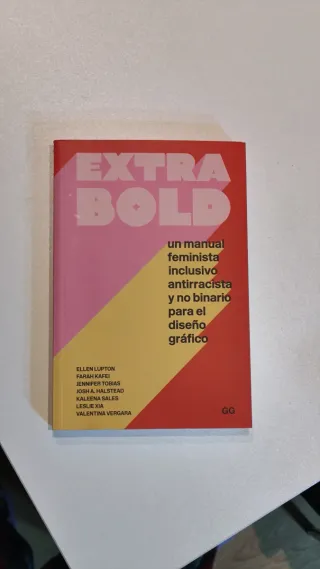 EXTRA
BOLD
un manual
feminista
inclusivo
antirracista
y no binario
para el
diseño
gráfico
ELLEN LUPTON
FARAH KAFEI
JENNIFER TOBIAS
JOSH A. HALSTEAD
KALEENA SALES
LESLIE XIA
VALENTINA VERGARA
GG